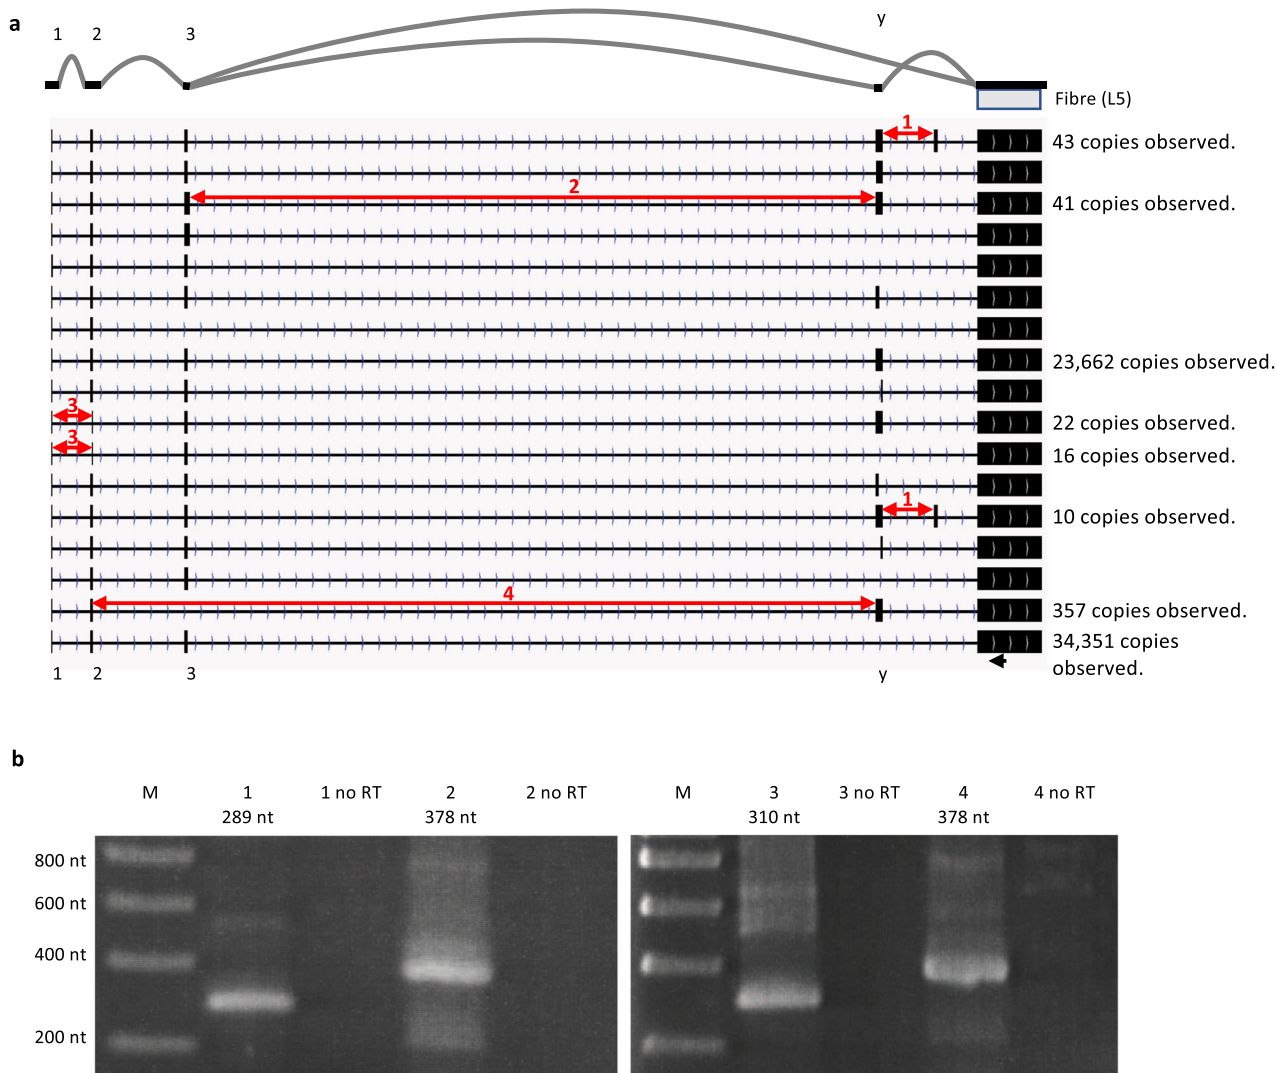 a
1 2 3 y
Fibre (L5)
1
43 copies observed.
2
41 copies observed.
23,662 copies observed.
3
22 copies observed.
3
16 copies observed.
1
10 copies observed.
4
357 copies observed.
34,351 copies
observed.
1 2 3 y
b
M 1 1 no RT 2 2 no RT M 3 3 no RT 4 4 no RT
289 nt 378 nt 310 nt 378 nt
800 nt
600 nt
400 nt
200 nt